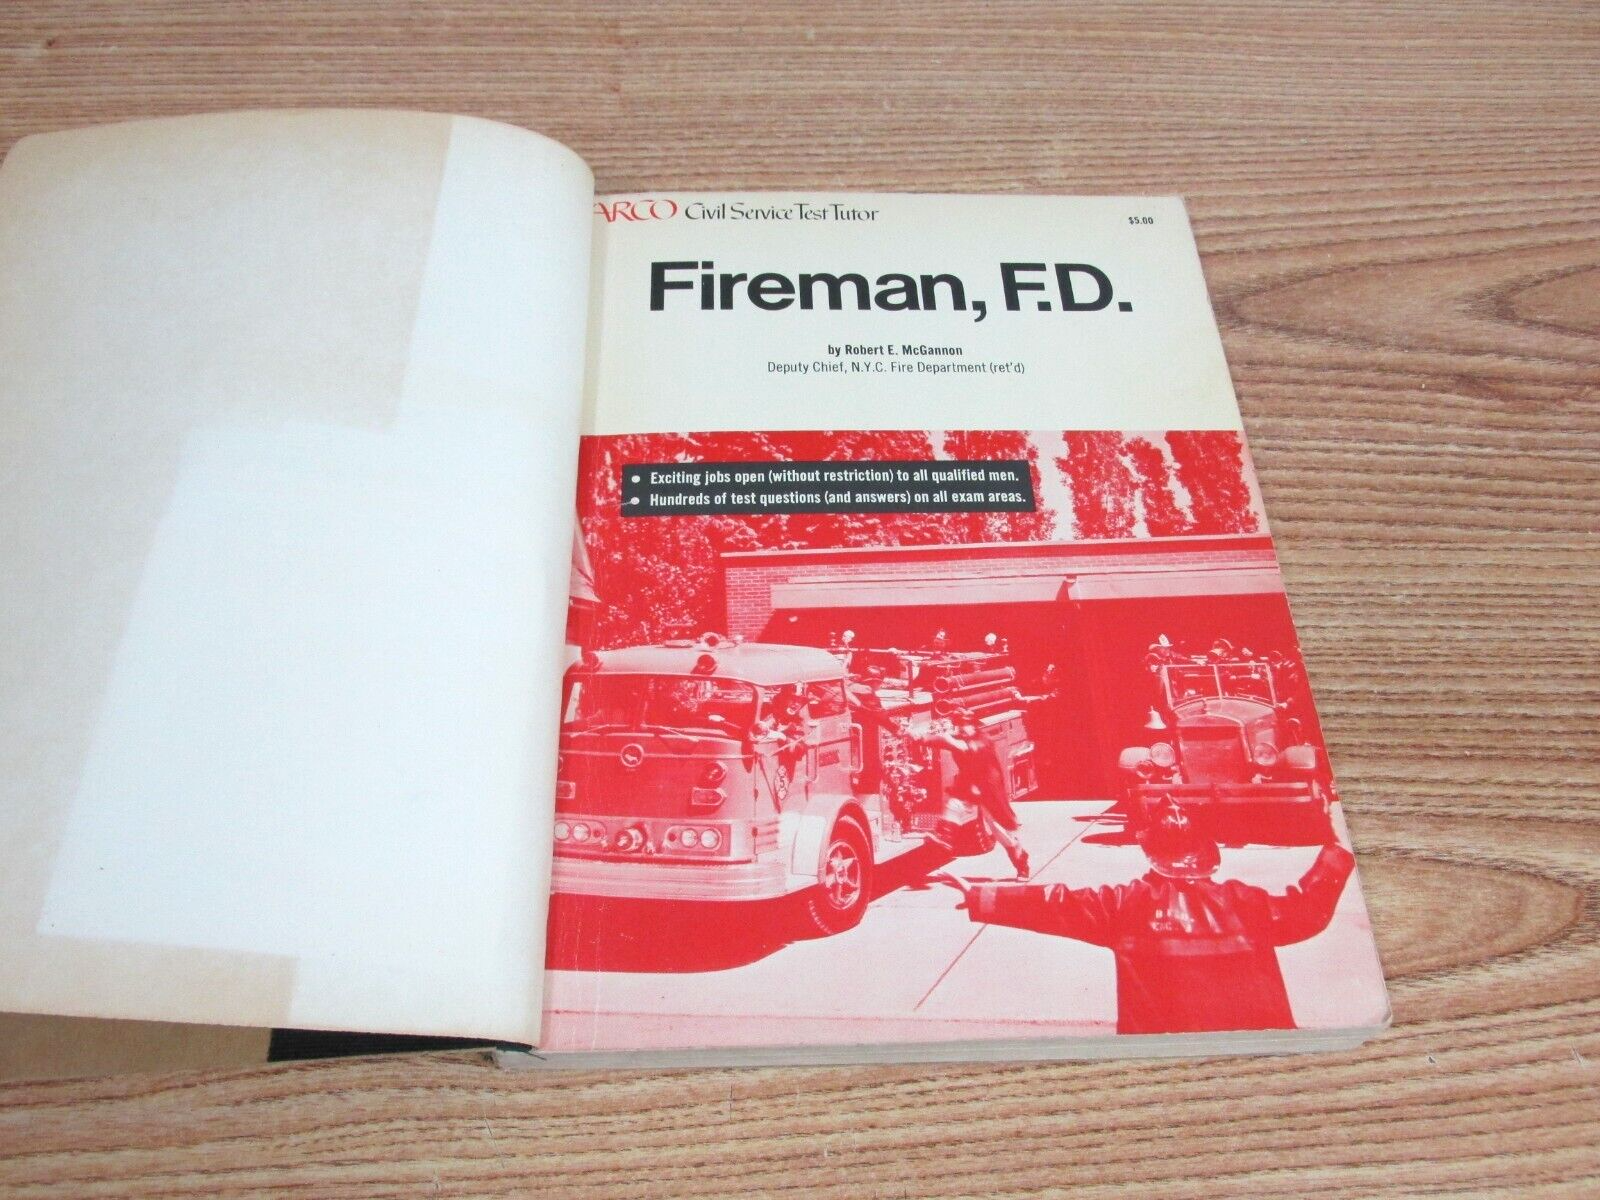 ARCO Civil Service Test Tutor
$5.00
Fireman, F.D.
by Robert E. McGannon
Deputy Chief, N.Y.C. Fire Department (ret'd)
• Exciting jobs open (without restriction) to all qualified men.
• Hundreds of test questions (and answers) on all exam areas.